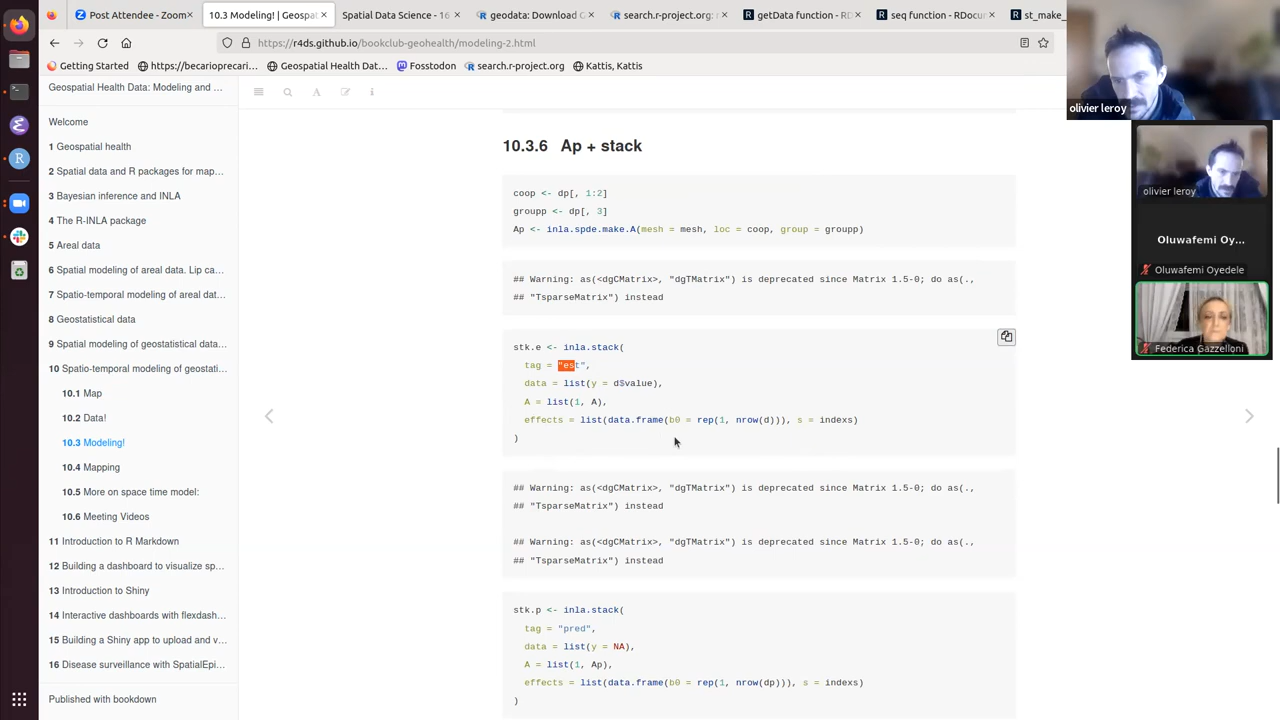 Post Attendee - Zoom
10.3 Modeling! | Geospat
Spatial Data Science - 16
geodata: Download G
search.r-project.org:
getData function - RD
seq function - RDocum
st_make_
https://r4ds.github.io/bookclub-geohealth/modeling-2.html
Getting Started
https://becarioprecari...
Geospatial Health Dat...
Fosstodon
search.r-project.org
Kattis, Kattis
Geospatial Health Data: Modeling and ...
Welcome
1 Geospatial health
2 Spatial data and R packages for map...
3 Bayesian inference and INLA
4 The R-INLA package
5 Areal data
6 Spatial modeling of areal data. Lip ca...
7 Spatio-temporal modeling of areal dat...
8 Geostatistical data
9 Spatial modeling of geostatistical data...
10 Spatio-temporal modeling of geostati...
10.1 Map
10.2 Data!
10.3 Modeling!
10.4 Mapping
10.5 More on space time model:
10.6 Meeting Videos
11 Introduction to R Markdown
12 Building a dashboard to visualize sp...
13 Introduction to Shiny
14 Interactive dashboards with flexdash...
15 Building a Shiny app to upload and v...
16 Disease surveillance with SpatialEpi...
Published with bookdown
10.3.6 Ap + stack
coop <- dp[, 1:2]
groupp <- dp[, 3]
Ap <- inla.spde.make.A(mesh = mesh, loc = coop, group = groupp)
## Warning: as(<dgCMatrix>, "dgTMatrix") is deprecated since Matrix 1.5-0; do as(.,
## "TsparseMatrix") instead
stk.e <- inla.stack(
tag = "est",
data = list(y = d$value),
A = list(1, A),
effects = list(data.frame(b0 = rep(1, nrow(d))), s = indexs)
)
## Warning: as(<dgCMatrix>, "dgTMatrix") is deprecated since Matrix 1.5-0; do as(.,
## "TsparseMatrix") instead
## Warning: as(<dgCMatrix>, "dgTMatrix") is deprecated since Matrix 1.5-0; do as(.,
## "TsparseMatrix") instead
stk.p <- inla.stack(
tag = "pred",
data = list(y = NA),
A = list(1, Ap),
effects = list(data.frame(b0 = rep(1, nrow(dp))), s = indexs)
)
olivier leroy
olivier leroy
Oluwafemi Oy...
Oluwafemi Oyedele
Federica Gazzelloni